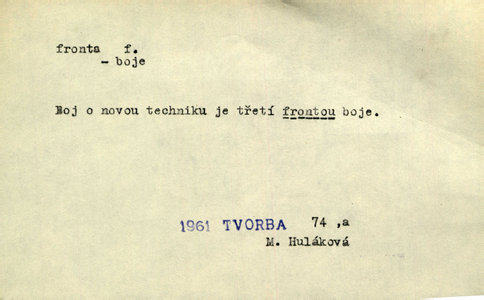 fronta f.
- boje
Boj o novou techniku je třetí frontou boje.
1961 TVORBA 74 ,a
M. Huláková